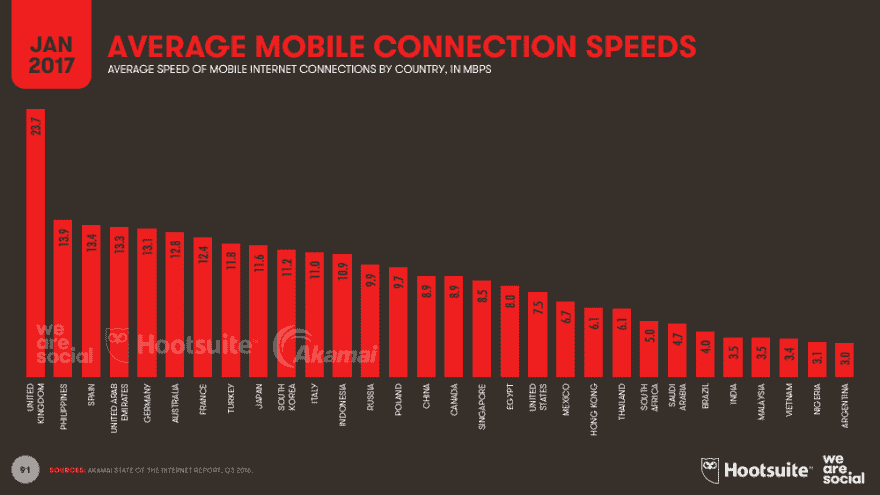 JAN
2017
AVERAGE MOBILE CONNECTION SPEEDS
AVERAGE SPEED OF MOBILE INTERNET CONNECTIONS BY COUNTRY, IN MBPS
23.7
13.9
13.4
13.3
13.1
12.8
12.4
11.8
11.6
11.2
11.0
10.9
9.9
9.7
8.9
8.9
8.5
8.0
7.5
6.7
6.1
6.1
5.0
4.7
4.0
3.5
3.5
3.4
3.1
3.0
we
are
social
Hootsuite™
Akamai
UNITED
KINGDOM
PHILIPPINES
SPAIN
UNITED ARAB
EMIRATES
GERMANY
AUSTRALIA
FRANCE
TURKEY
JAPAN
SOUTH
KOREA
ITALY
INDONESIA
RUSSIA
POLAND
CHINA
CANADA
SINGAPORE
EGYPT
UNITED
STATES
MEXICO
HONG KONG
THAILAND
SOUTH
AFRICA
SAUDI
ARABIA
BRAZIL
INDIA
MALAYSIA
VIETNAM
NIGERIA
ARGENTINA
91
SOURCES: AKAMAI STATE OF THE INTERNET REPORT, Q3 2016.
Hootsuite™
we
are
social